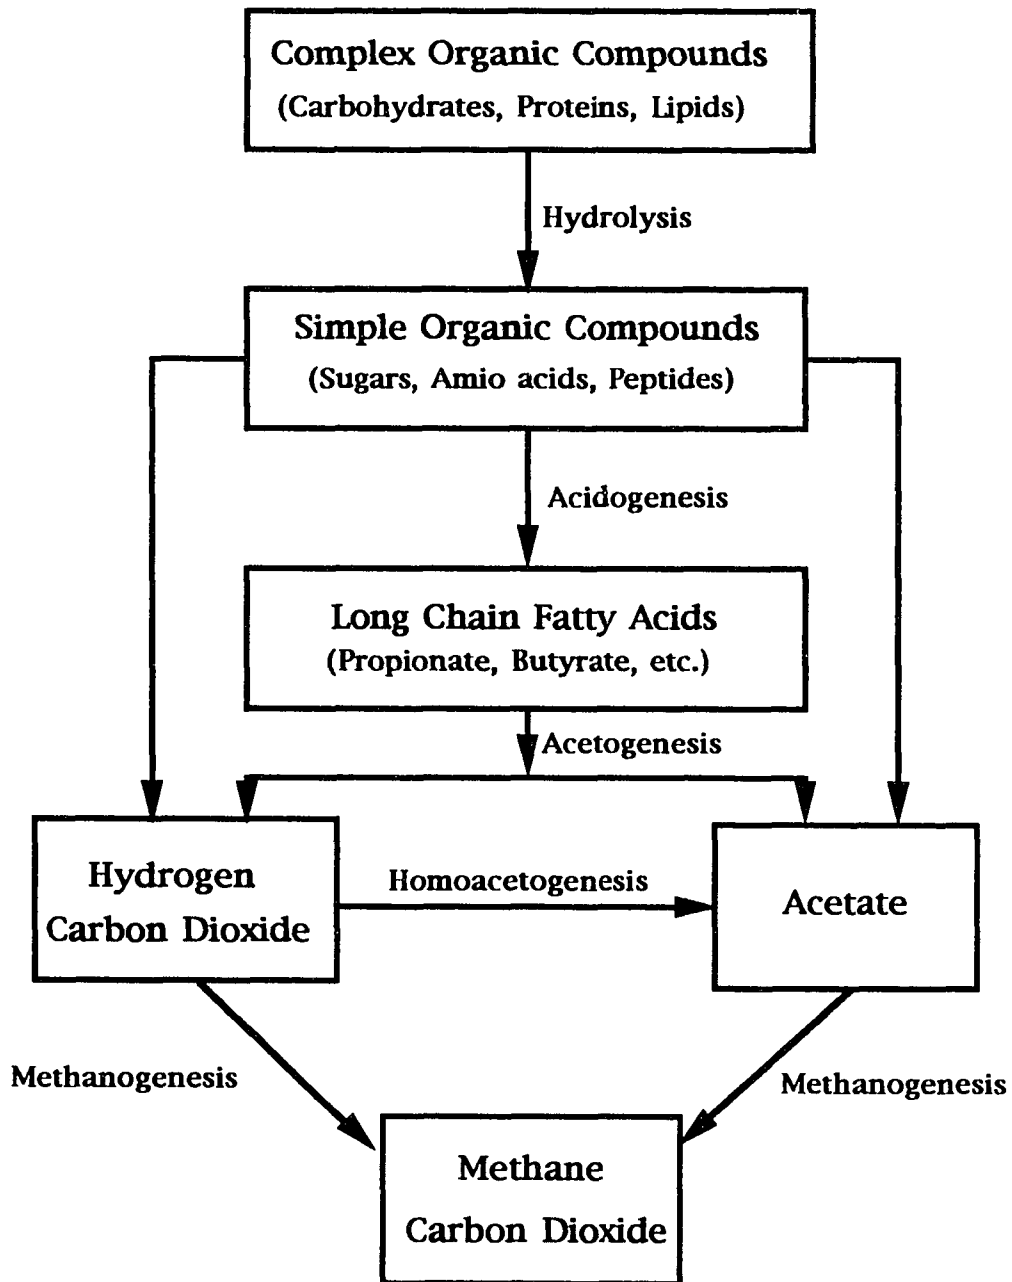 Complex Organic Compounds
(Carbohydrates, Proteins, Lipids)
Hydrolysis
Simple Organic Compounds
(Sugars, Amio acids, Peptides)
Acidogenesis
Long Chain Fatty Acids
(Propionate, Butyrate, etc.)
Acetogenesis
Hydrogen
Carbon Dioxide
Homoacetogenesis
Acetate
Methanogenesis
Methanogenesis
Methane
Carbon Dioxide